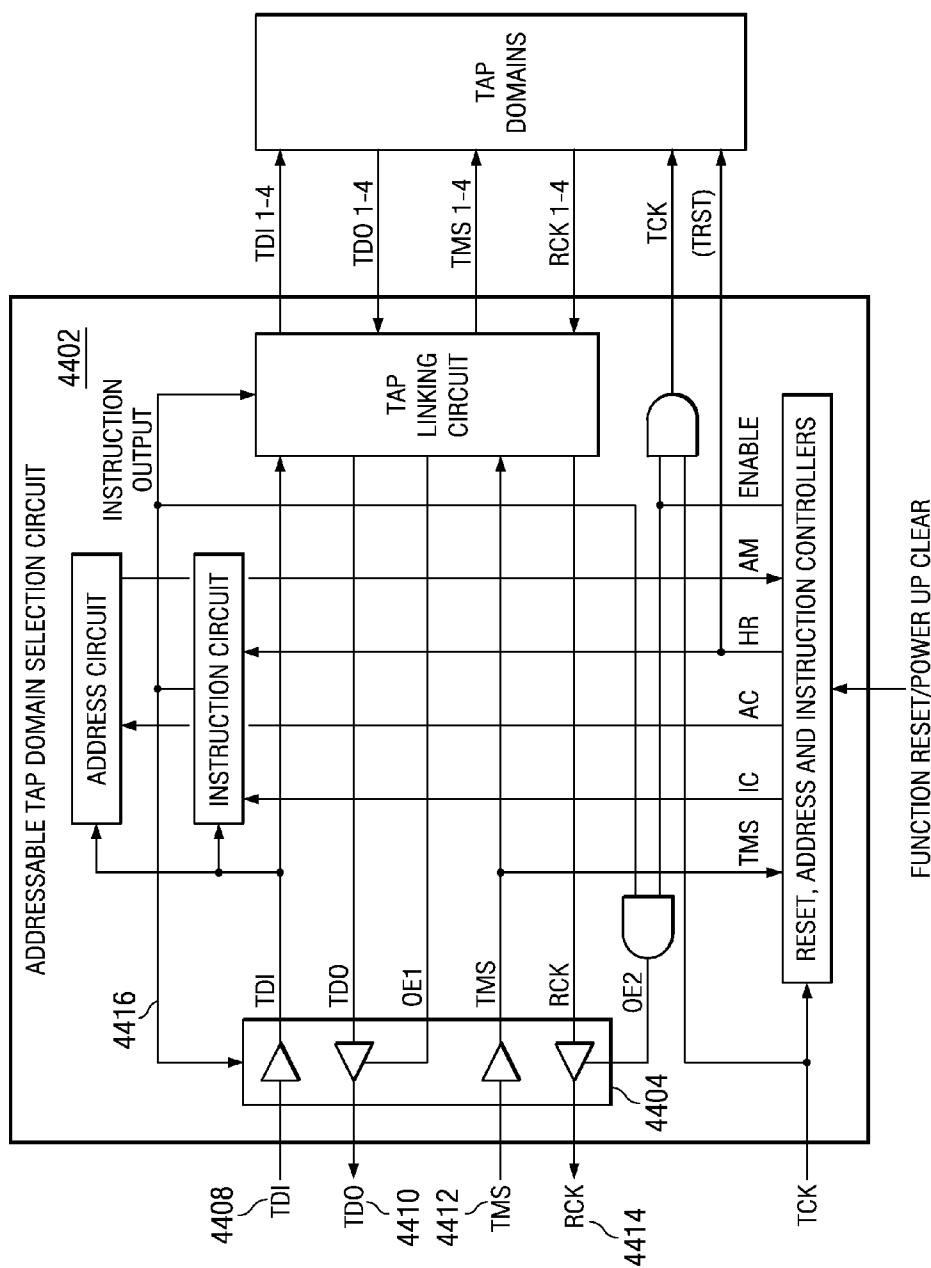 ADDRESSABLE TAP DOMAIN SELECTION CIRCUIT
4402
4416
INSTRUCTION
OUTPUT
ADDRESS CIRCUIT
INSTRUCTION CIRCUIT
TAP
LINKING
CIRCUIT
TAP
DOMAINS
TDI 1-4
TDO 1-4
TMS 1-4
RCK 1-4
TCK
(TRST)
4408
TDI
TDO
4410
4412
TMS
RCK
4414
TCK
TDI
TDO
OE1
TMS
RCK
OE2
4404
TMS
IC
AC
HR
AM
ENABLE
RESET, ADDRESS AND INSTRUCTION CONTROLLERS
FUNCTION RESET/POWER UP CLEAR